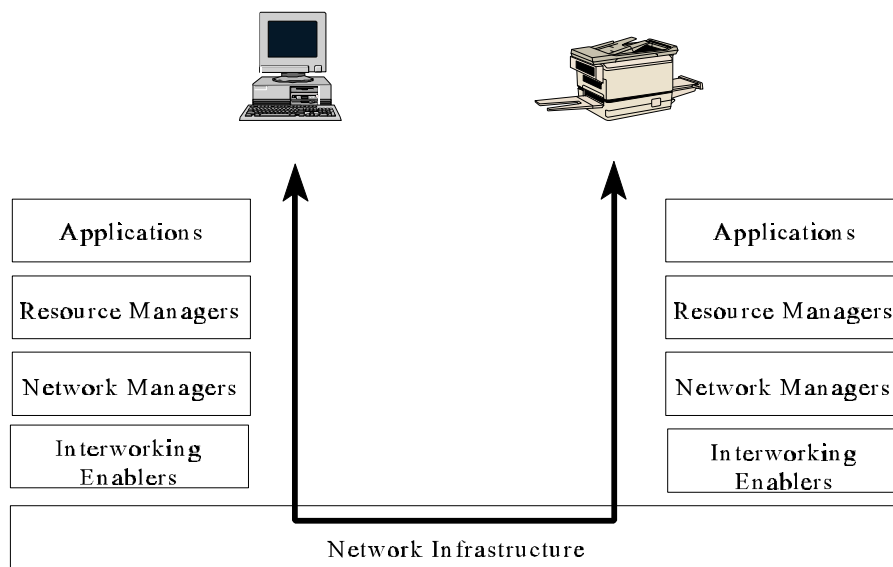 Applications
Resource Managers
Network Managers
Interworking
Enablers
Applications
Resource Managers
Network Managers
Interworking
Enablers
Network Infrastructure